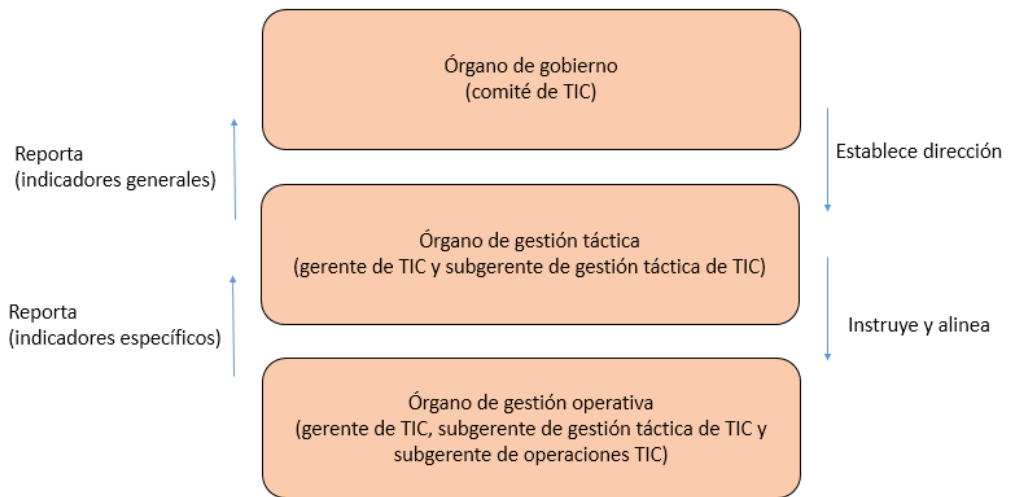 Órgano de gobierno
(comité de TIC)
Reporta
(indicadores generales)
Establece dirección
Órgano de gestión táctica
(gerente de TIC y subgerente de gestión táctica de TIC)
Reporta
(indicadores específicos)
Instruye y alinea
Órgano de gestión operativa
(gerente de TIC, subgerente de gestión táctica de TIC y
subgerente de operaciones TIC)